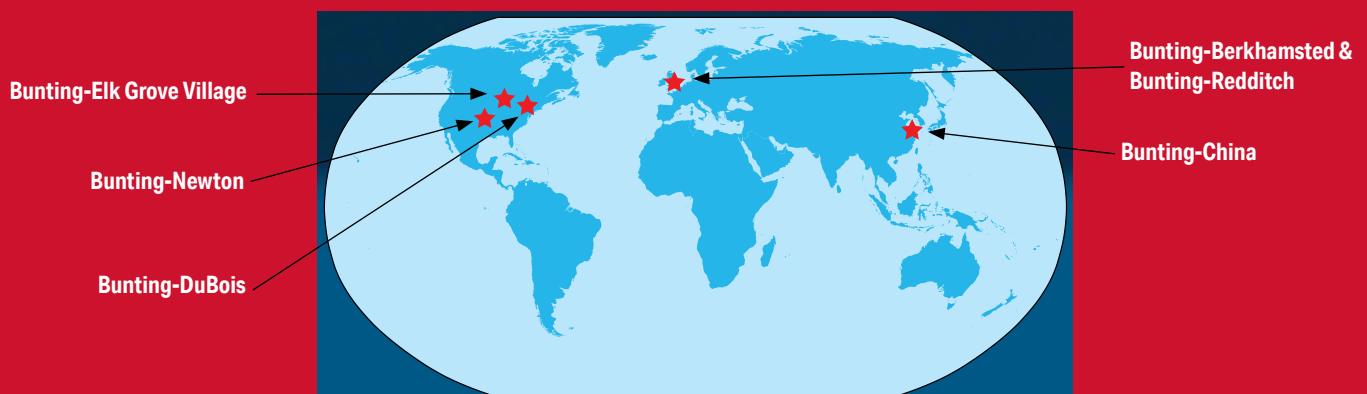 Bunting-Elk Grove Village
Bunting-Newton
Bunting-DuBois
Bunting-Berkhamsted &
Bunting-Redditch
Bunting-China